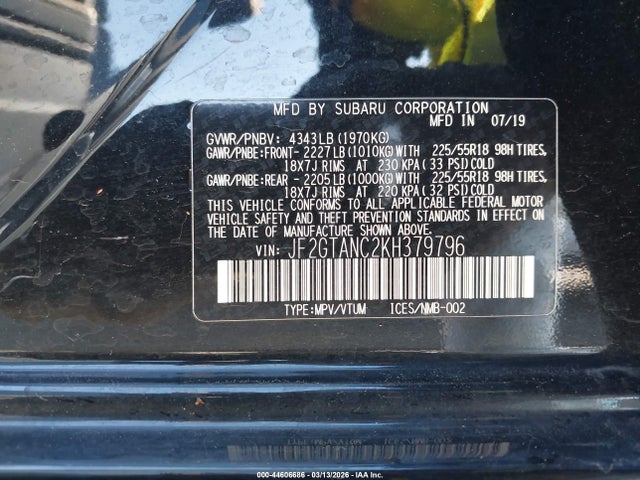 MFD BY SUBARU CORPORATION
MFD IN 07/19
GVWR/PNBV: 4343LB(1970KG)
GAWR/PNBE:FRONT-2227LB(1010KG)WITH 225/55R18 98H TIRES,
18X7J RIMS AT 230 KPA(33 PSI)COLD
GAWR/PNBE:REAR -2205LB(1000KG)WITH 225/55R18 98H TIRES,
18X7J RIMS AT 220 KPA(32 PSI)COLD
THIS VEHICLE CONFORMS TO ALL APPLICABLE FEDERAL MOTOR
VEHICLE SAFETY AND THEFT PREVENTION STANDARDS IN EFFECT ON
THE DATE OF MANUFACTURE SHOWN ABOVE.
VIN: JF2GTANC2KH379796
TYPE:MPV/VTUM ICES/NMB-002
000-44606686 - 03/13/2026 - IAA Inc.